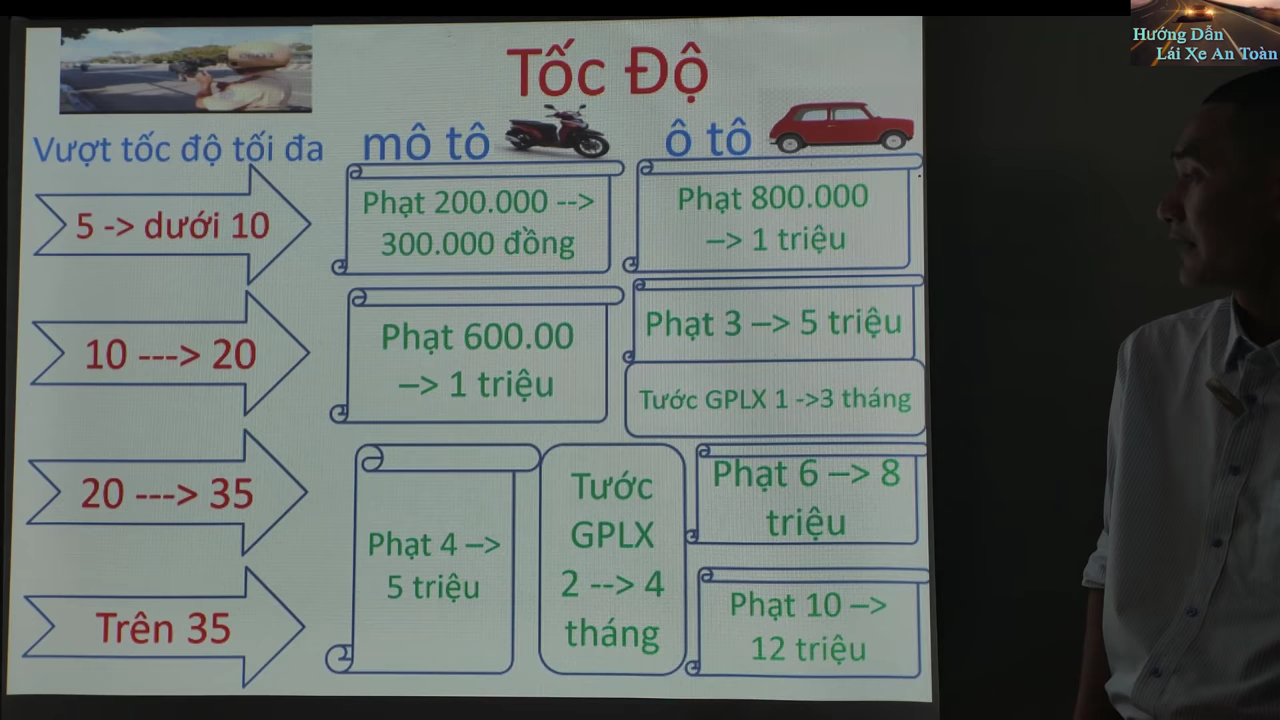 Hướng Dẫn
Lái Xe An Toàn
Tốc Độ
Vượt tốc độ tối đa
mô tô
ô tô
5 -> dưới 10
Phạt 200.000 -->
300.000 đồng
Phạt 800.000
–> 1 triệu
10 ---> 20
Phạt 600.00
–> 1 triệu
Phạt 3 –> 5 triệu
Tước GPLX 1 ->3 tháng
20 ---> 35
Trên 35
Phạt 4 –>
5 triệu
Tước
GPLX
2 --> 4
tháng
Phạt 6 –> 8
triệu
Phạt 10 –>
12 triệu